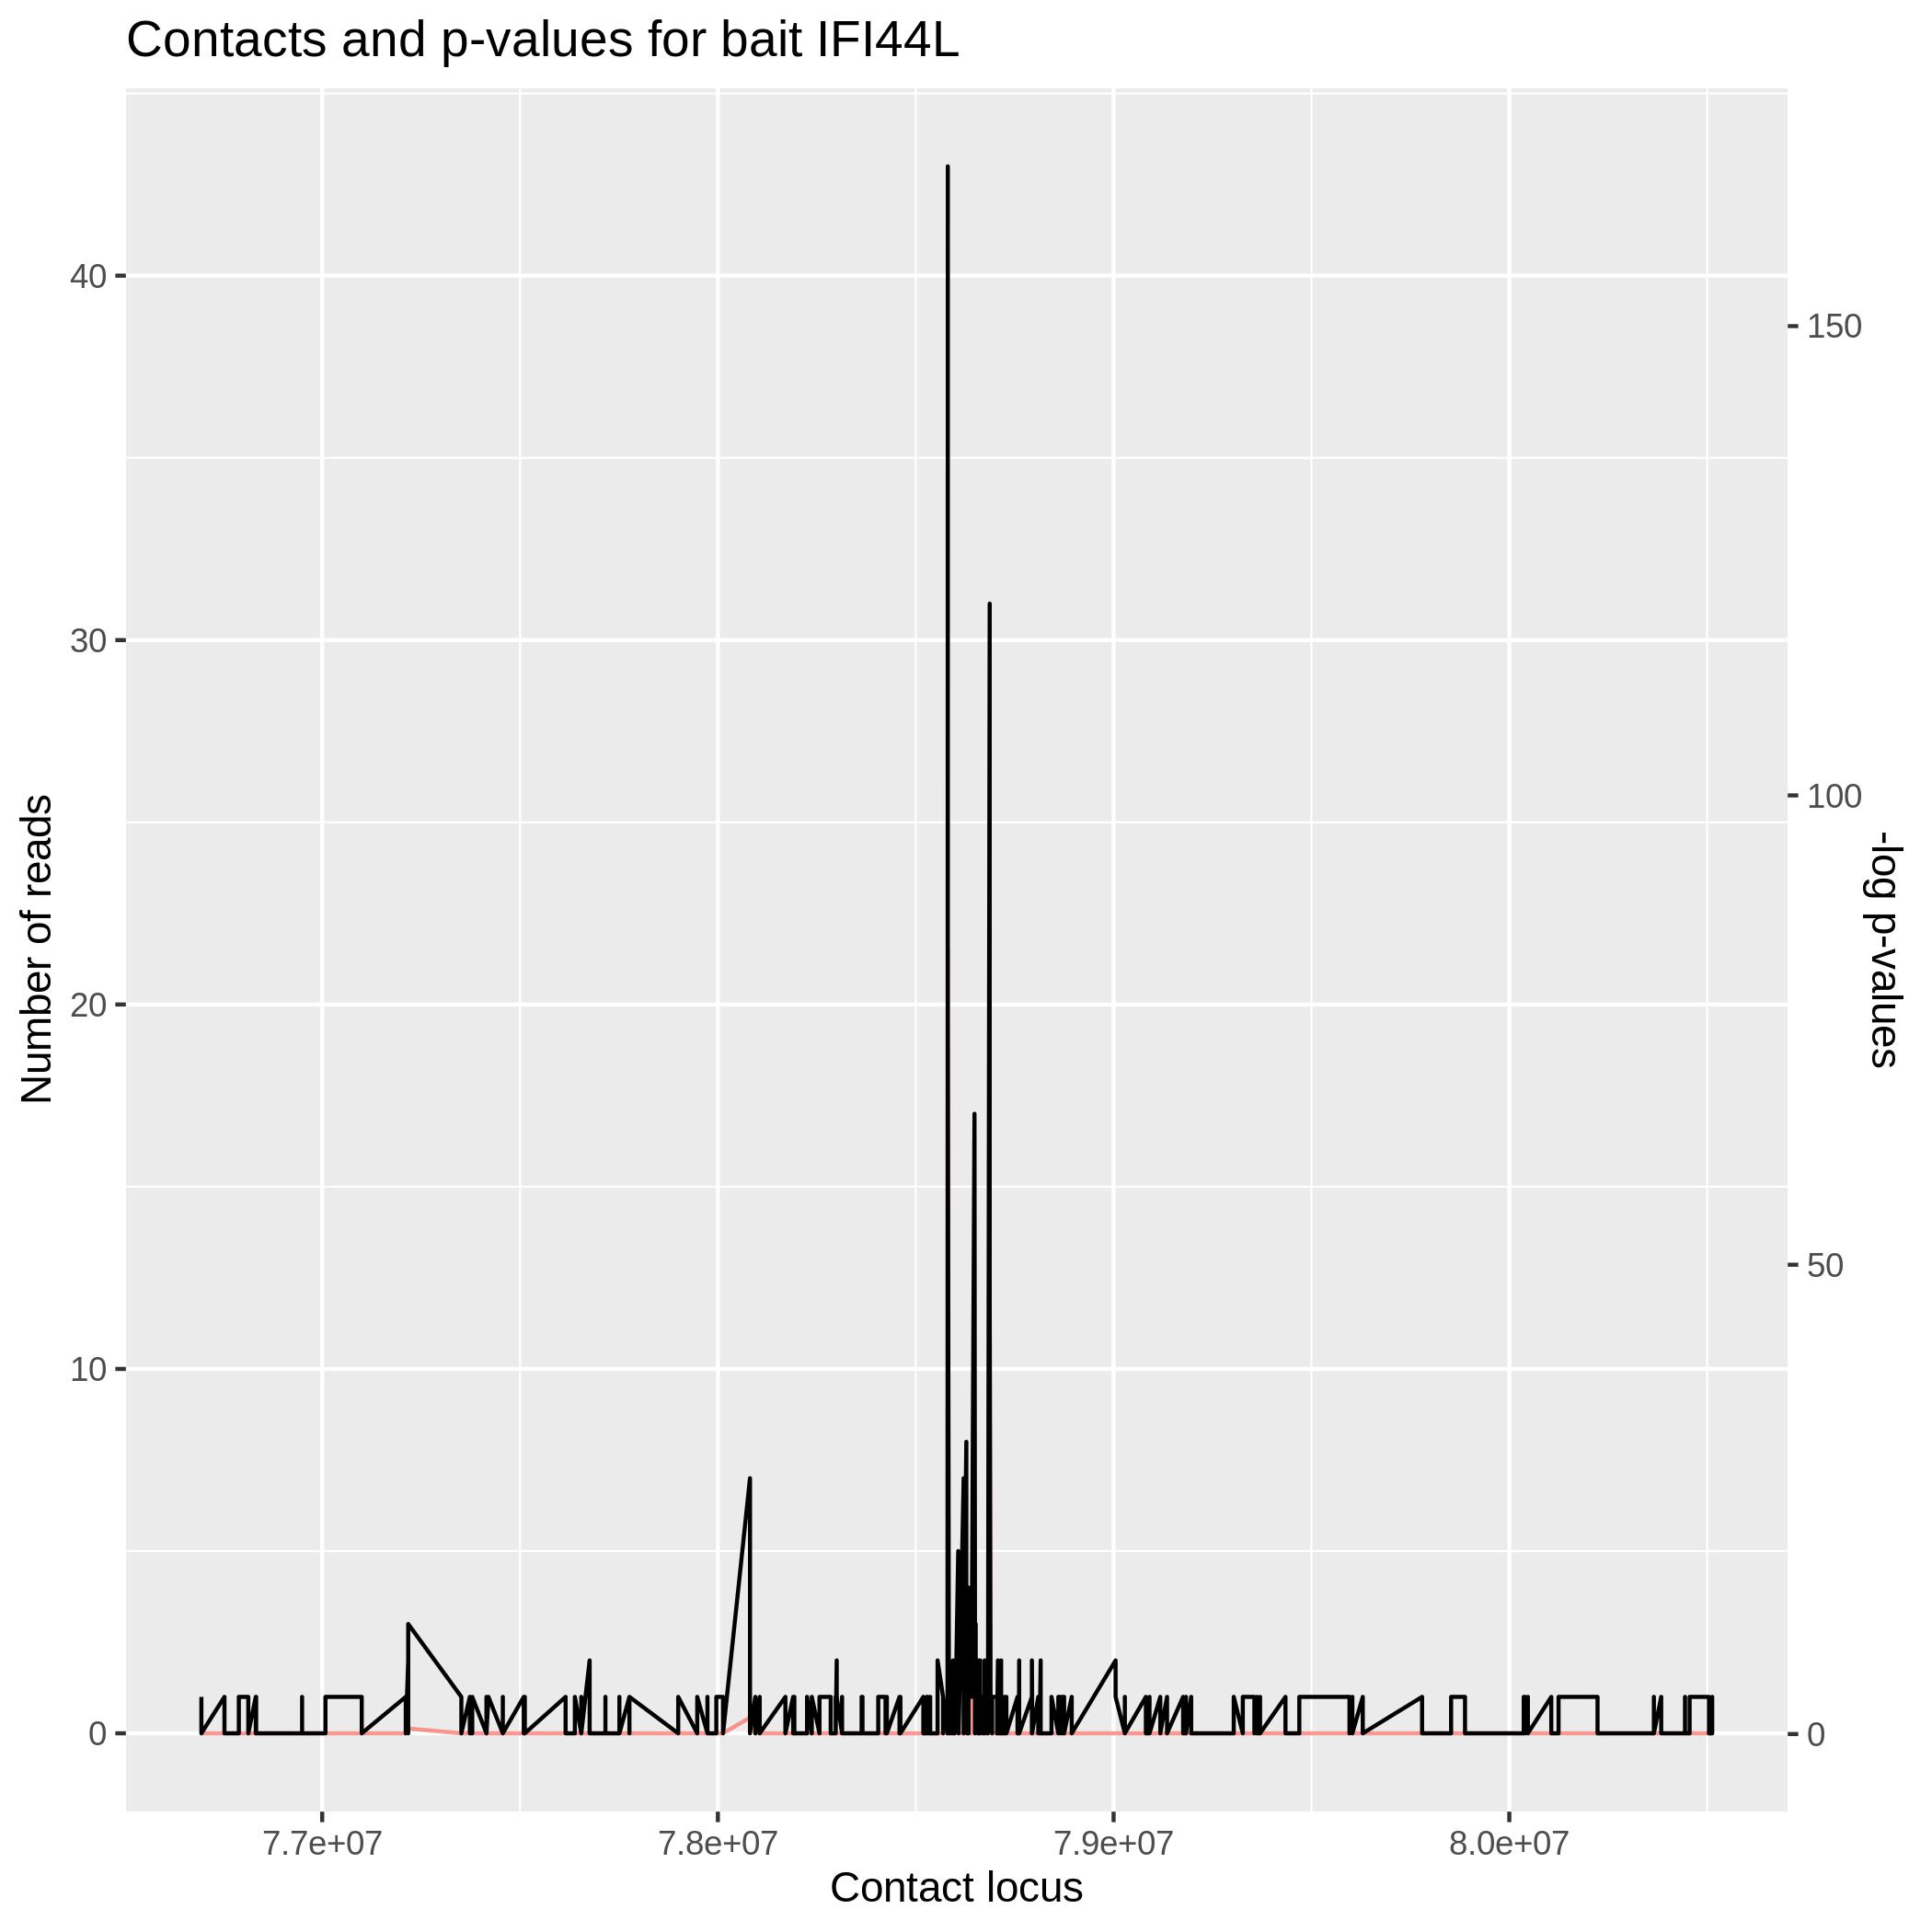 Contacts and p-values for bait IFI44L
40
30
20
10
0
Number of reads
150
100
50
0
-log p-values
7.7e+07 7.8e+07 7.9e+07 8.0e+07
Contact locus